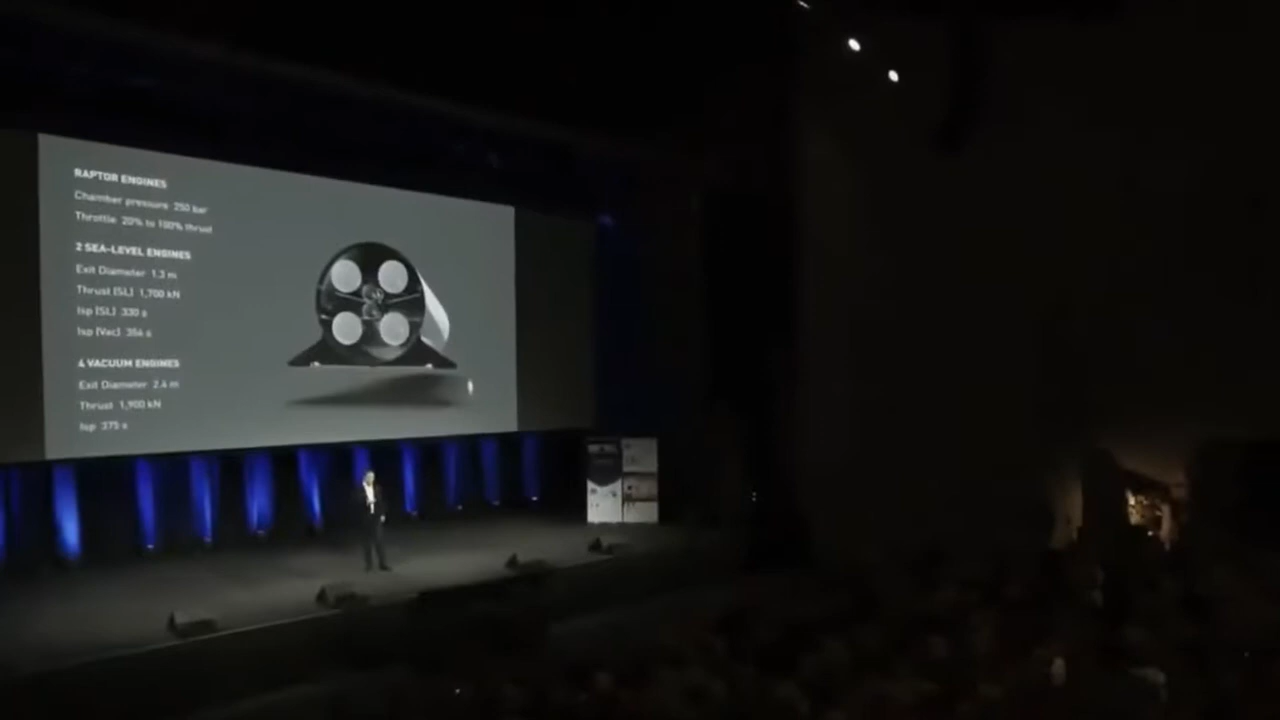 RAPTOR ENGINES
Chamber pressure 250 bar
Throttle 20% to 100% thrust
2 SEA-LEVEL ENGINES
Exit Diameter 1.3 m
Thrust (SL) 1,700 kN
Isp (SL) 330 s
Isp (Vac) 356 s
4 VACUUM ENGINES
Exit Diameter 2.4 m
Thrust 1,900 kN
Isp 375 s